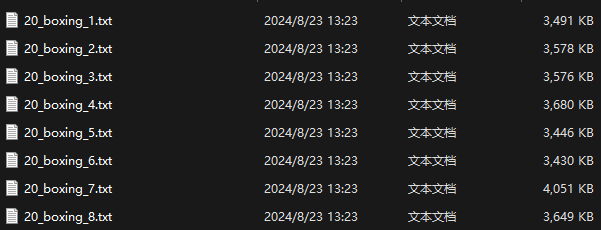 20_boxing_1.txt 2024/8/23 13:23 文本文档 3,491 KB
20_boxing_2.txt 2024/8/23 13:23 文本文档 3,578 KB
20_boxing_3.txt 2024/8/23 13:23 文本文档 3,576 KB
20_boxing_4.txt 2024/8/23 13:23 文本文档 3,680 KB
20_boxing_5.txt 2024/8/23 13:23 文本文档 3,446 KB
20_boxing_6.txt 2024/8/23 13:23 文本文档 3,430 KB
20_boxing_7.txt 2024/8/23 13:23 文本文档 4,051 KB
20_boxing_8.txt 2024/8/23 13:23 文本文档 3,649 KB